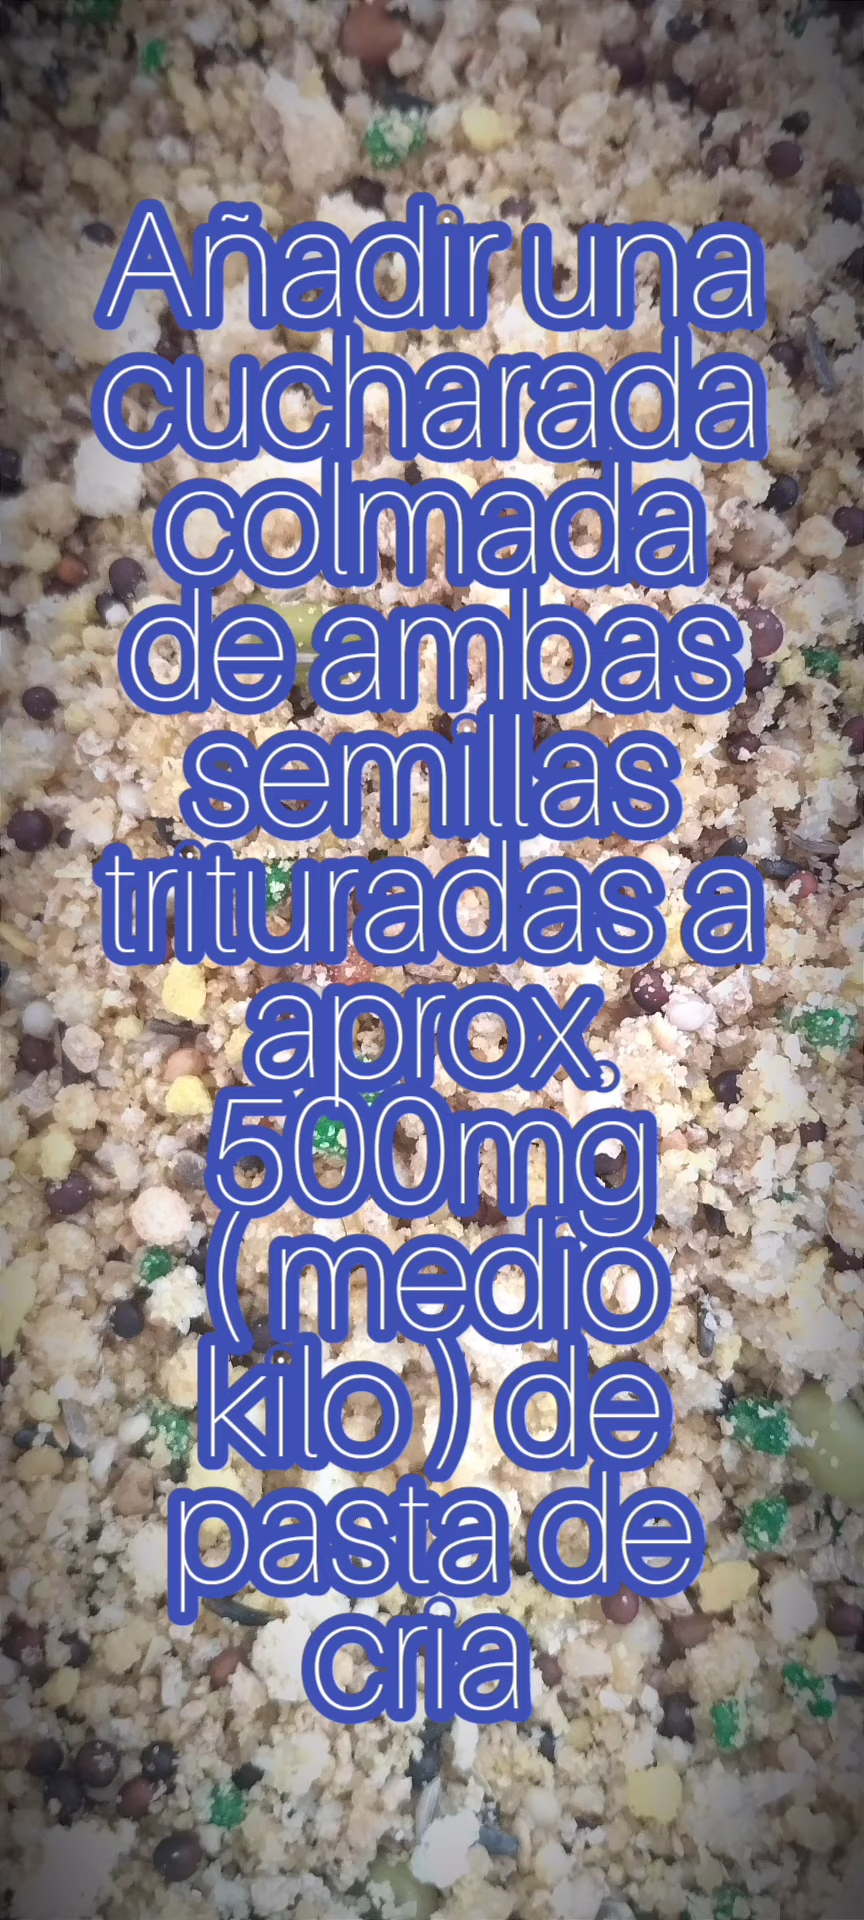 Añadir una
cucharada
colmada
de ambas
semillas
trituradas a
aprox.
500mg
( medio
kilo ) de
pasta de
cria